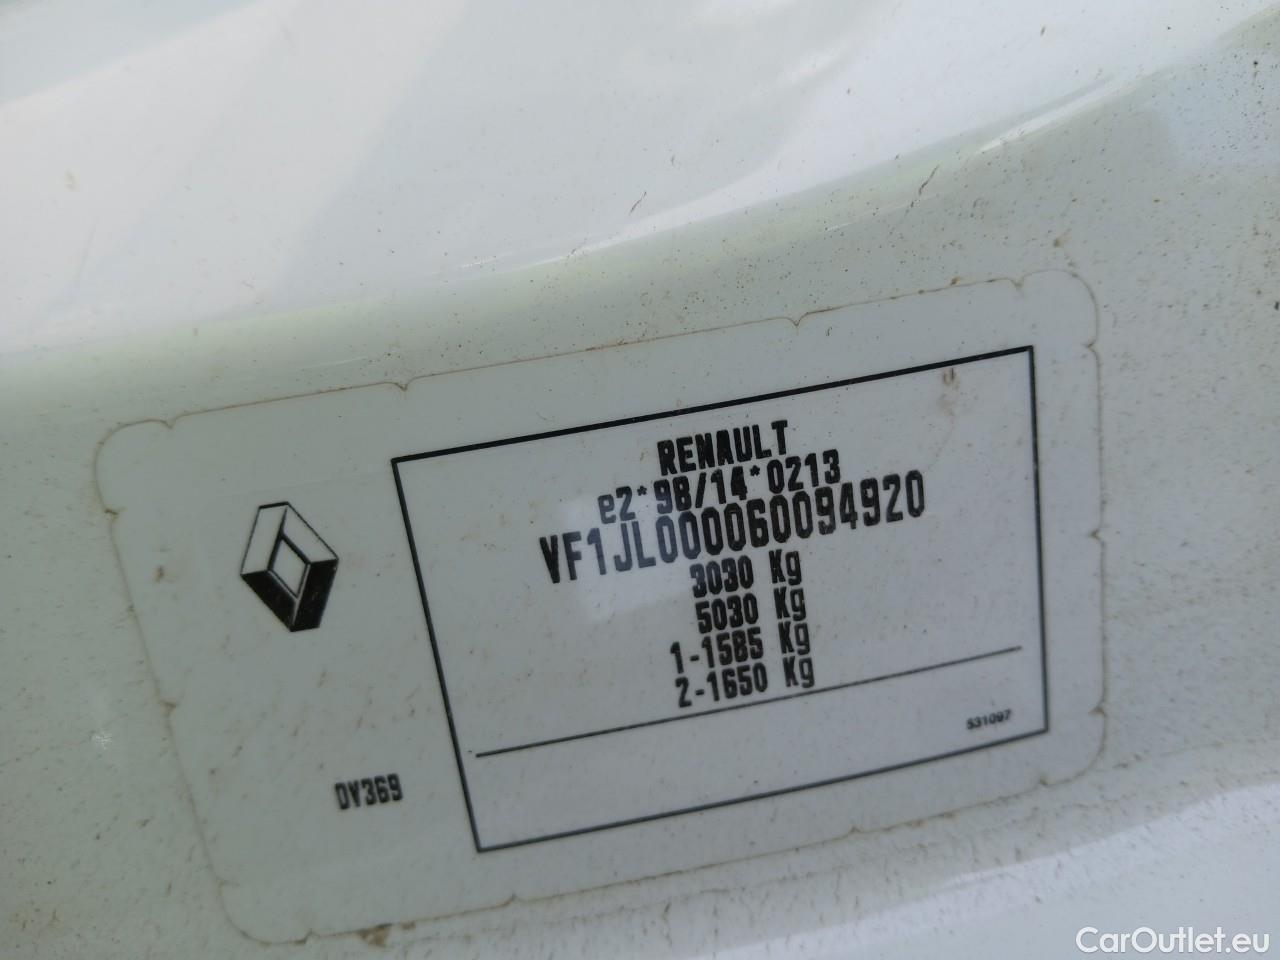 RENAULT
e2*98/14*0213
VF1JL000060094920
3030 Kg
5030 Kg
1-1585 Kg
2-1650 Kg
531097
DV369
CarOutlet.eu